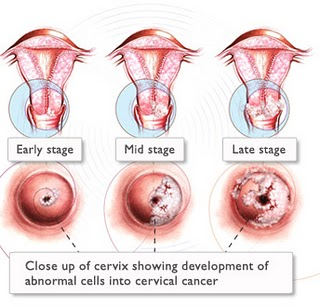 Early stage
Mid stage
Late stage
Close up of cervix showing development of
abnormal cells into cervical cancer